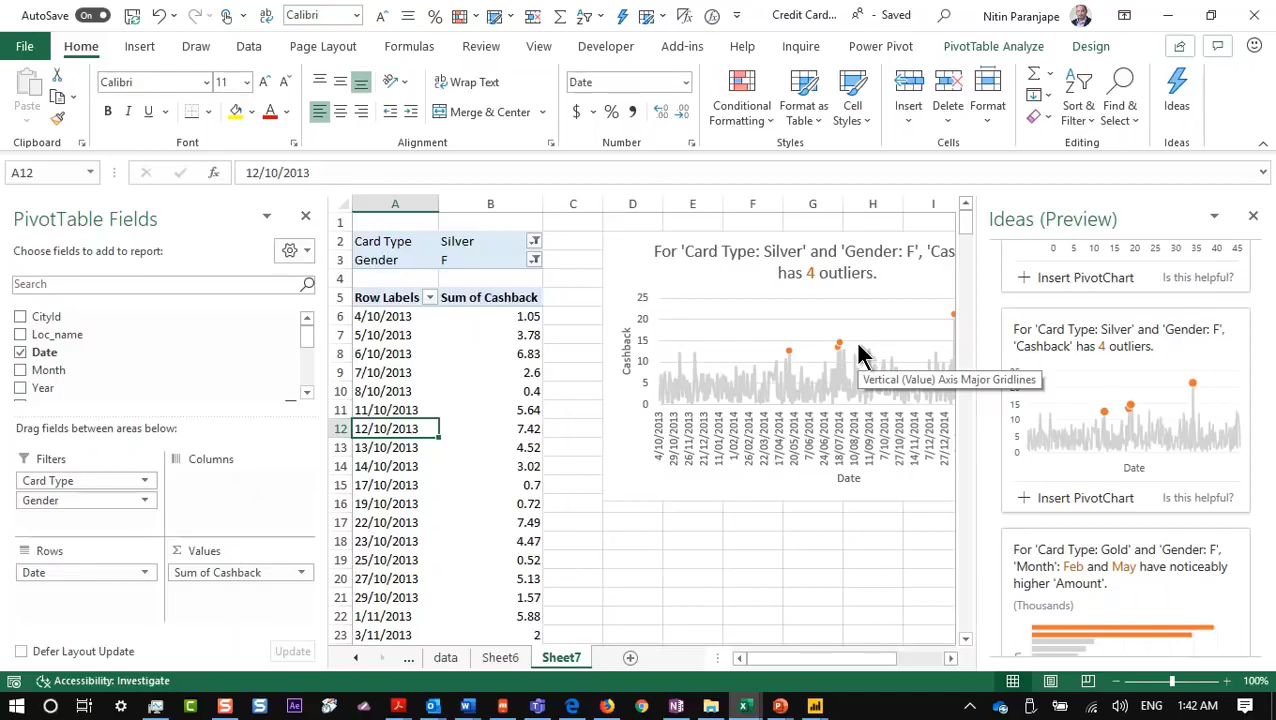 AutoSave On Calibri Credit Card... - Saved Nitin Paranjape
File Home Insert Draw Data Page Layout Formulas Review View Developer Add-ins Help Inquire Power Pivot PivotTable Analyze Design
Paste
Calibri 11
B I U
Wrap Text
Merge & Center
Date
$ %
Conditional Formatting
Format as Table
Cell Styles
Insert Delete Format
Sort & Filter
Find & Select
Ideas
Clipboard Font Alignment Number Styles Cells Editing Ideas
A12 12/10/2013
PivotTable Fields
Choose fields to add to report:
Search
CityId
Loc_name
Date
Month
Year
Drag fields between areas below:
Filters Columns
Card Type
Gender
Rows Values
Date Sum of Cashback
Defer Layout Update Update
A B C D E F G H I
1
2 Card Type Silver
3 Gender F
4
5 Row Labels Sum of Cashback
6 4/10/2013 1.05
7 5/10/2013 3.78
8 6/10/2013 6.83
9 7/10/2013 2.6
10 8/10/2013 0.4
11 11/10/2013 5.64
12 12/10/2013 7.42
13 13/10/2013 4.52
14 14/10/2013 3.02
15 17/10/2013 0.7
16 19/10/2013 0.72
17 22/10/2013 7.49
18 23/10/2013 4.47
19 25/10/2013 0.52
20 27/10/2013 5.13
21 29/10/2013 1.57
22 1/11/2013 5.88
23 3/11/2013 2
For 'Card Type: Silver' and 'Gender: F', 'Cas
has 4 outliers.
Cashback
25
20
15
10
5
0
Vertical (Value) Axis Major Gridlines
4/10/2013 29/10/2013 26/11/2013 21/12/2013 11/01/2014 1/02/2014 22/03/2014 17/04/2014 20/05/2014 24/06/2014 18/07/2014 10/08/2014 11/09/2014 7/10/2014 27/10/2014 29/11/2014 7/12/2014 27/12/2014
Date
Ideas (Preview)
0 5 10 15 20 25 30 35 40 45
Insert PivotChart Is this helpful?
For 'Card Type: Silver' and 'Gender: F',
'Cashback' has 4 outliers.
15
10
5
0
Date
Insert PivotChart Is this helpful?
For 'Card Type: Gold' and 'Gender: F',
'Month': Feb and May have noticeably
higher 'Amount'.
(Thousands)
... data Sheet6 Sheet7
Accessibility: Investigate 100%
ENG 1:42 AM